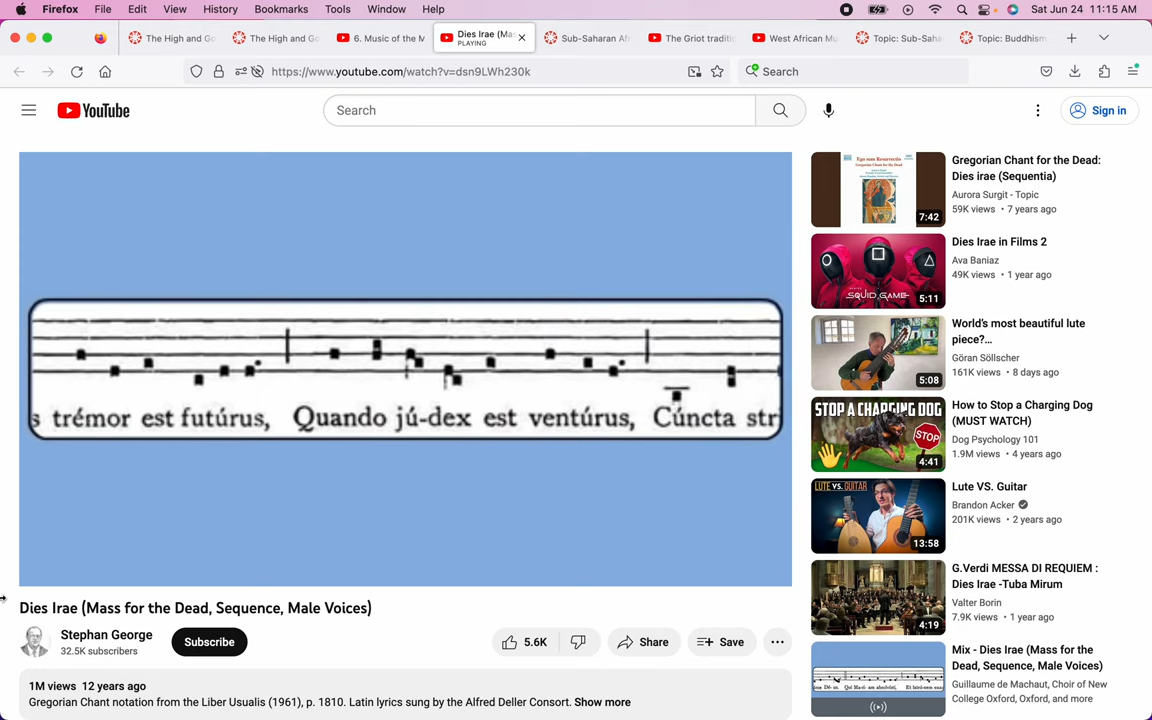 Firefox File Edit View History Bookmarks Tools Window Help Sat Jun 24 11:15 AM
The High and Go The High and Go 6. Music of the M Dies Irae (Mas Sub-Saharan Af The Griot traditi West African Mu Topic: Sub-Saha Topic: Buddhism
PLAYING
https://www.youtube.com/watch?v=dsn9LWh230k Search
YouTube Search Sign in
s trémor est futúrus, Quando jú-dex est ventúrus, Cúncta str
Dies Irae (Mass for the Dead, Sequence, Male Voices)
Stephan George
32.5K subscribers
Subscribe
5.6K Share Save
1M views 12 years ago
Gregorian Chant notation from the Liber Usualis (1961), p. 1810. Latin lyrics sung by the Alfred Deller Consort. Show more
Ego sum Resurrectio
Gregorian Chant for the Dead
7:42
Gregorian Chant for the Dead:
Dies irae (Sequentia)
Aurora Surgit - Topic
59K views • 7 years ago
SQUID GAME
5:11
Dies Irae in Films 2
Ava Baniaz
49K views • 1 year ago
5:08
World's most beautiful lute
piece?...
Göran Söllscher
161K views • 8 days ago
STOP A CHARGING DOG
STOP
4:41
How to Stop a Charging Dog
(MUST WATCH)
Dog Psychology 101
1.9M views • 4 years ago
LUTE VS. GUITAR
13:58
Lute VS. Guitar
Brandon Acker
201K views • 2 years ago
4:19
G.Verdi MESSA DI REQUIEM :
Dies Irae -Tuba Mirum
Valter Borin
7.9K views • 1 year ago
Mix - Dies Irae (Mass for the
Dead, Sequence, Male Voices)
Guillaume de Machaut, Choir of New
College Oxford, Oxford, and more